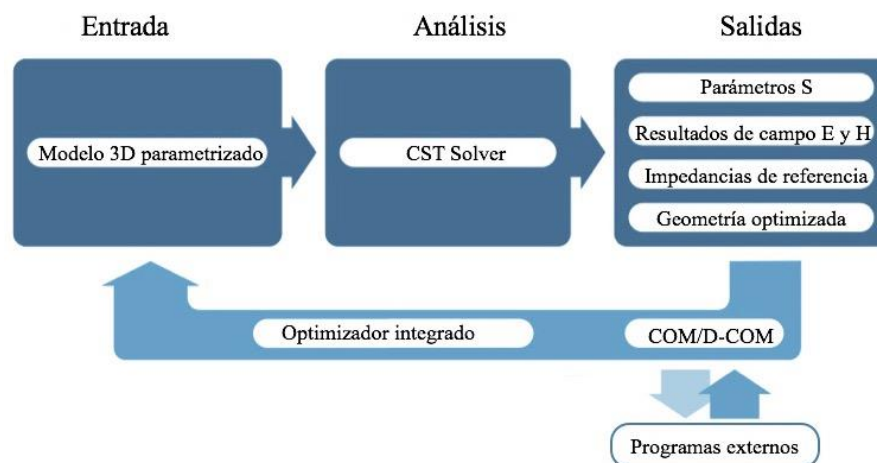 Entrada
Análisis
Salidas
Modelo 3D parametrizado
CST Solver
Parámetros S
Resultados de campo E y H
Impedancias de referencia
Geometría optimizada
Optimizador integrado
COM/D-COM
Programas externos